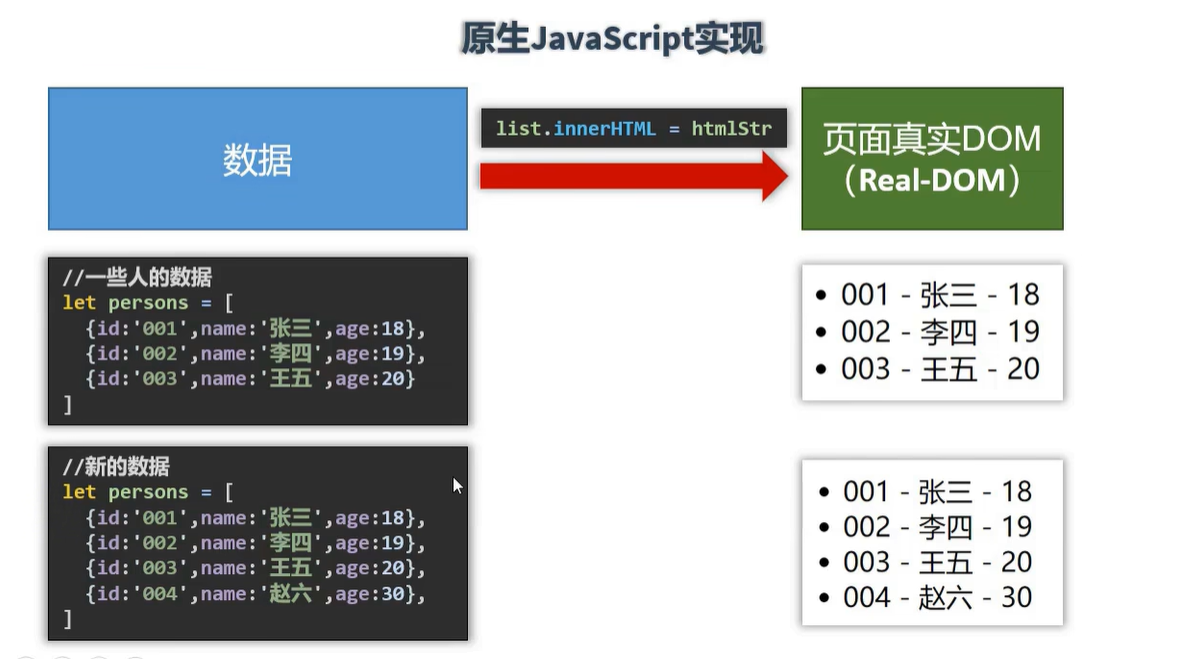 原生JavaScript实现
数据
list.innerHTML = htmlStr
页面真实DOM
（Real-DOM）
//一些人的数据
let persons = [
{id:'001',name:'张三',age:18},
{id:'002',name:'李四',age:19},
{id:'003',name:'王五',age:20}
]
• 001 - 张三 - 18
• 002 - 李四 - 19
• 003 - 王五 - 20
//新的数据
let persons = [
{id:'001',name:'张三',age:18},
{id:'002',name:'李四',age:19},
{id:'003',name:'王五',age:20},
{id:'004',name:'赵六',age:30},
]
• 001 - 张三 - 18
• 002 - 李四 - 19
• 003 - 王五 - 20
• 004 - 赵六 - 30